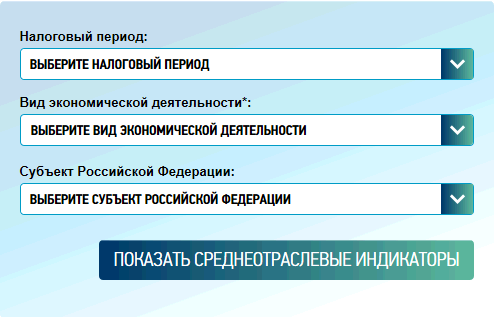 Налоговый период:
ВЫБЕРИТЕ НАЛОГОВЫЙ ПЕРИОД
Вид экономической деятельности*:
ВЫБЕРИТЕ ВИД ЭКОНОМИЧЕСКОЙ ДЕЯТЕЛЬНОСТИ
Субъект Российской Федерации:
ВЫБЕРИТЕ СУБЪЕКТ РОССИЙСКОЙ ФЕДЕРАЦИИ
ПОКАЗАТЬ СРЕДНЕОТРАСЛЕВЫЕ ИНДИКАТОРЫ